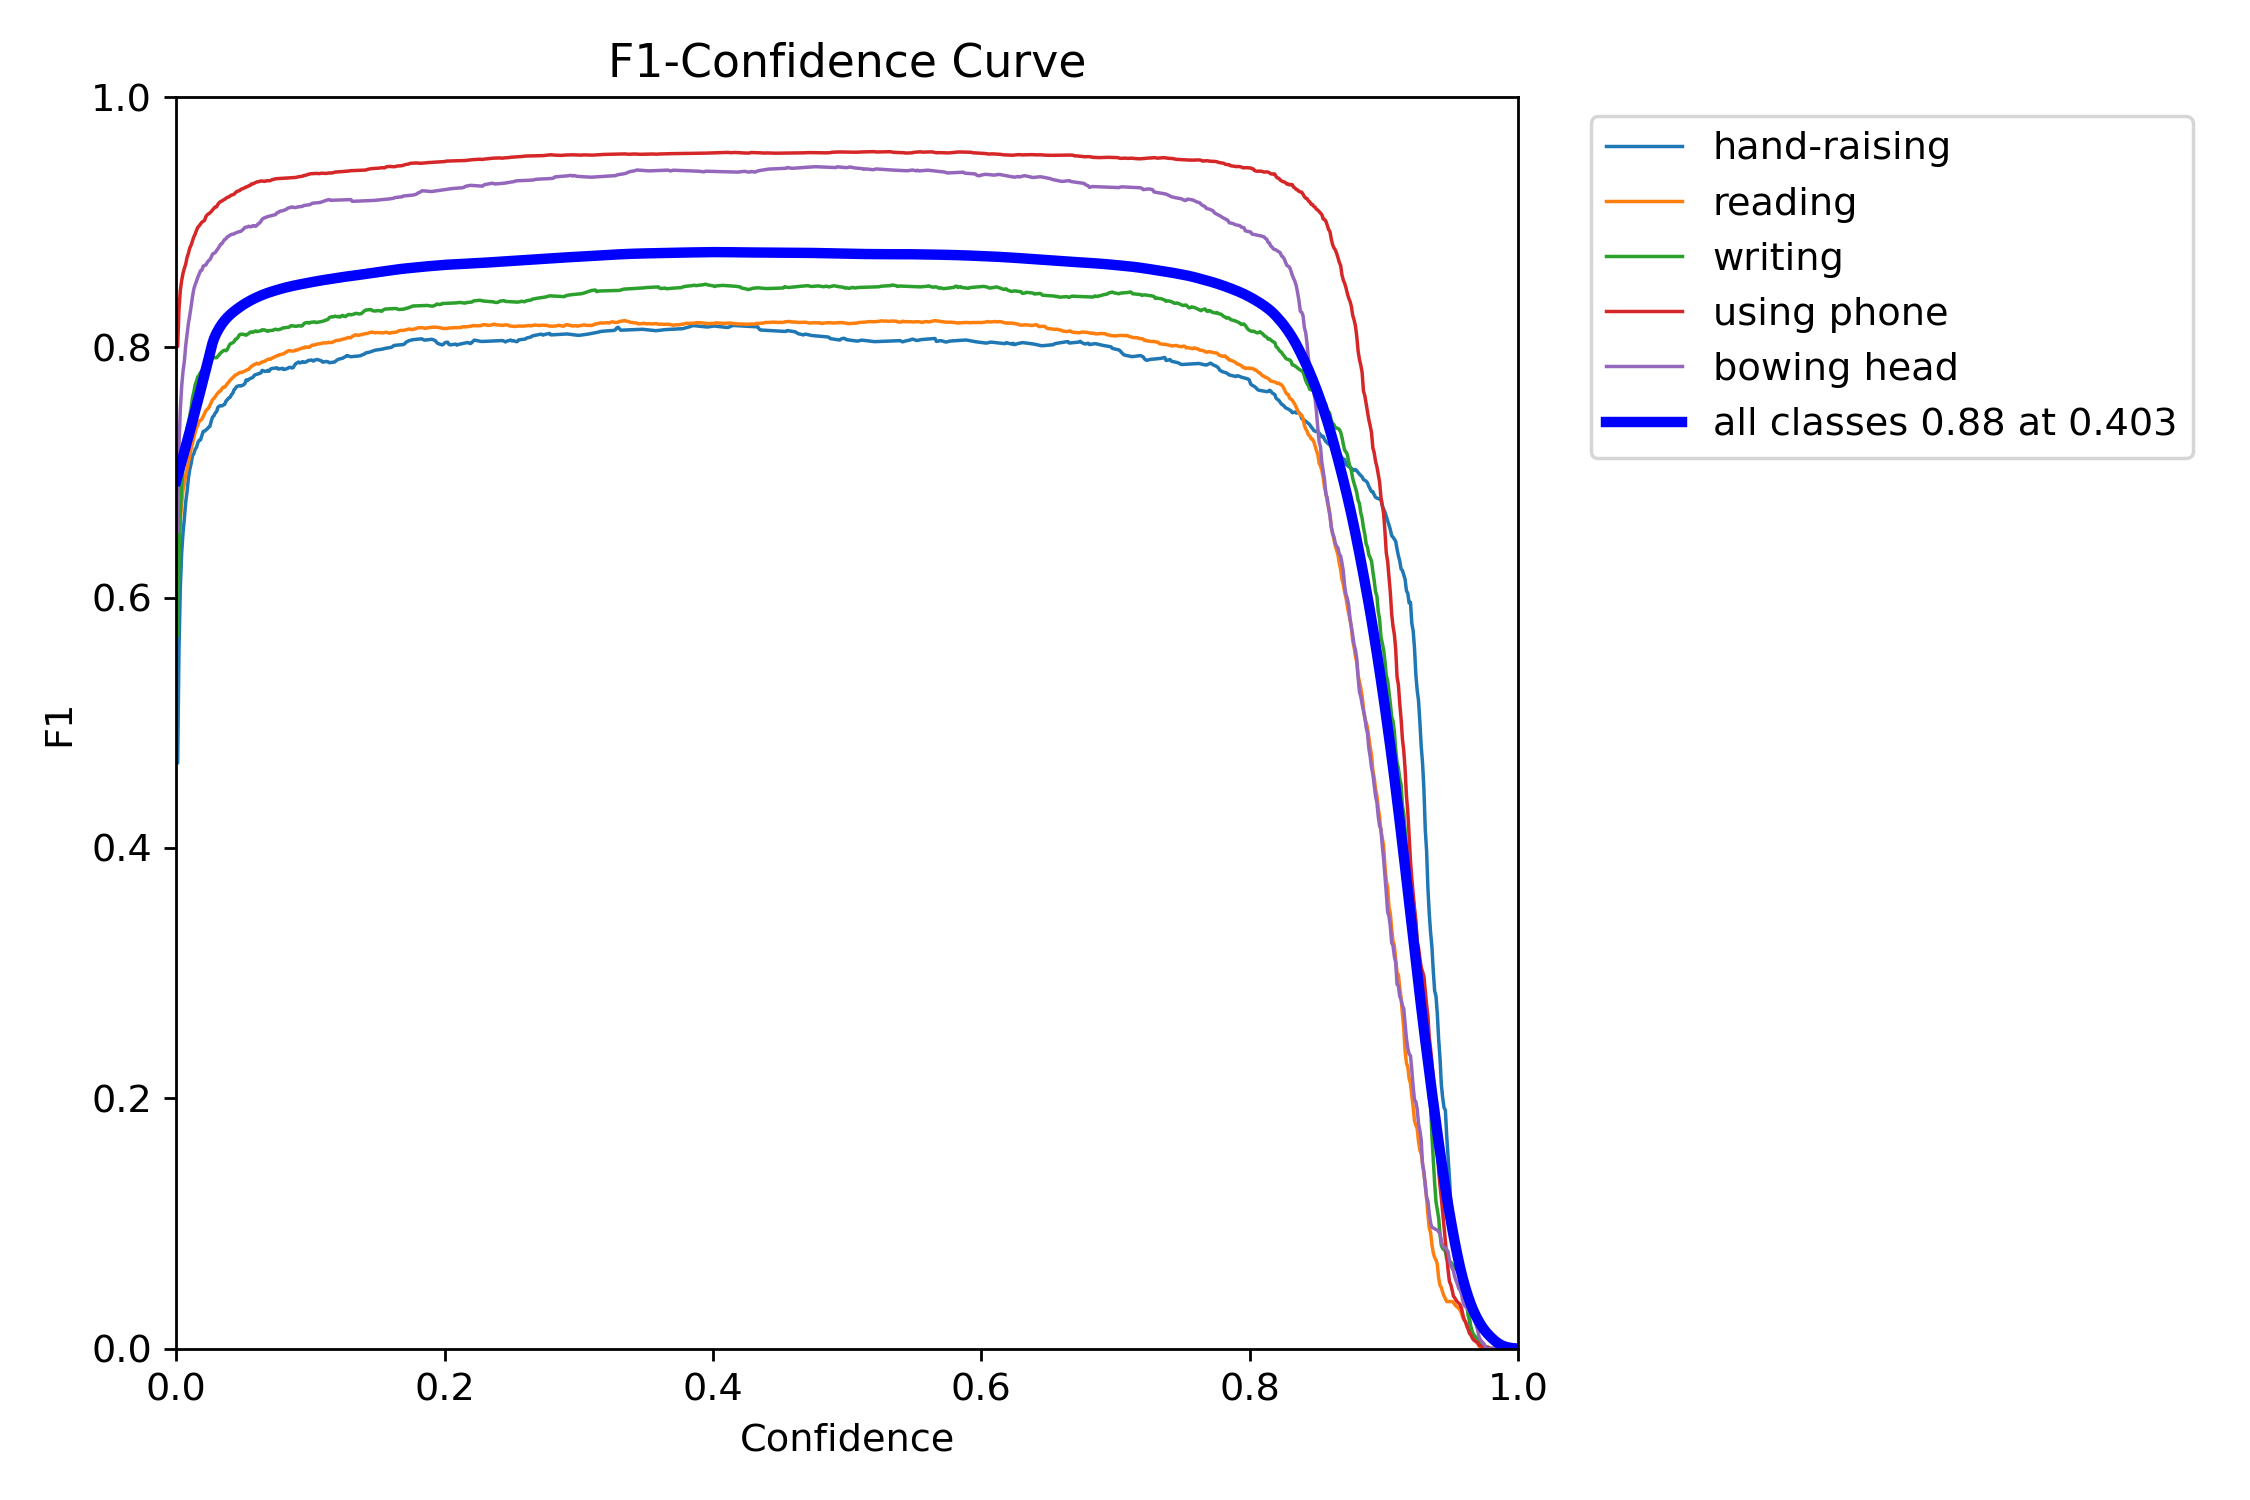 F1-Confidence Curve
1.0
0.8
0.6
0.4
0.2
0.0
F1
0.0 0.2 0.4 0.6 0.8 1.0
Confidence
hand-raising
reading
writing
using phone
bowing head
all classes 0.88 at 0.403